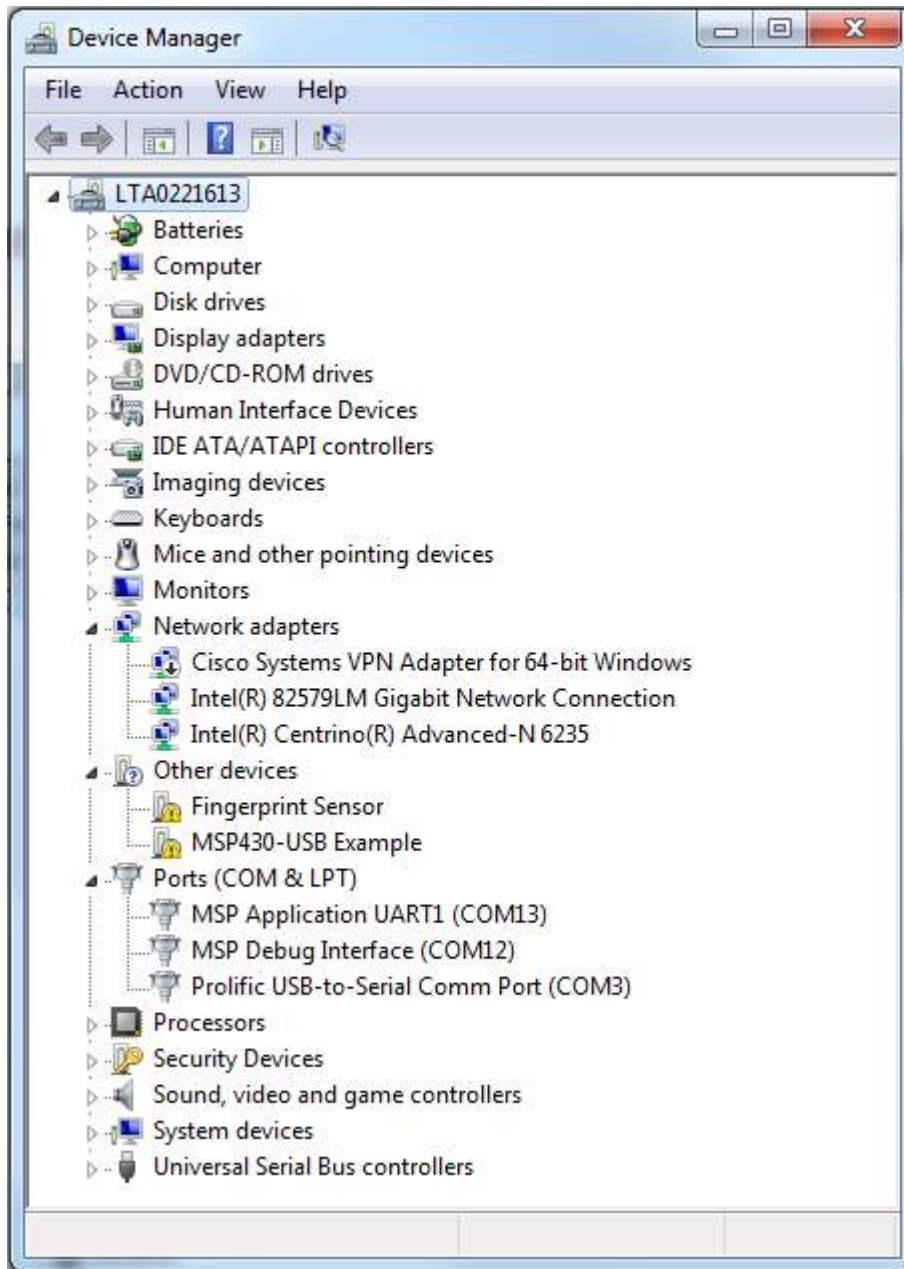 Device Manager
File Action View Help
LTA0221613
Batteries
Computer
Disk drives
Display adapters
DVD/CD-ROM drives
Human Interface Devices
IDE ATA/ATAPI controllers
Imaging devices
Keyboards
Mice and other pointing devices
Monitors
Network adapters
Cisco Systems VPN Adapter for 64-bit Windows
Intel(R) 82579LM Gigabit Network Connection
Intel(R) Centrino(R) Advanced-N 6235
Other devices
Fingerprint Sensor
MSP430-USB Example
Ports (COM & LPT)
MSP Application UART1 (COM13)
MSP Debug Interface (COM12)
Prolific USB-to-Serial Comm Port (COM3)
Processors
Security Devices
Sound, video and game controllers
System devices
Universal Serial Bus controllers